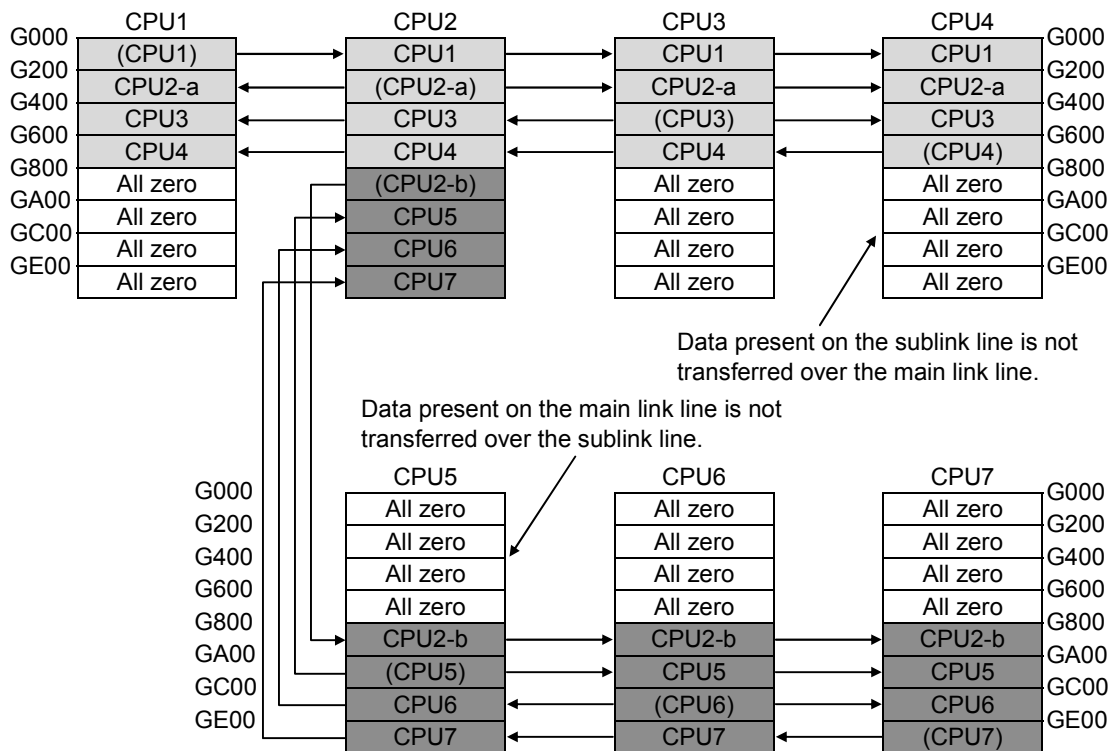 CPU1 CPU2 CPU3 CPU4
G000 (CPU1) CPU1 CPU1 CPU1 G000
G200 CPU2-a (CPU2-a) CPU2-a CPU2-a G200
G400 CPU3 CPU3 (CPU3) CPU3 G400
G600 CPU4 CPU4 CPU4 (CPU4) G600
G800 All zero (CPU2-b) All zero All zero G800
GA00 All zero CPU5 All zero All zero GA00
GC00 All zero CPU6 All zero All zero GC00
GE00 All zero CPU7 All zero All zero GE00
Data present on the sublink line is not
transferred over the main link line.
Data present on the main link line is not
transferred over the sublink line.
CPU5 CPU6 CPU7
G000 All zero All zero All zero G000
G200 All zero All zero All zero G200
G400 All zero All zero All zero G400
G600 All zero All zero All zero G600
G800 CPU2-b CPU2-b CPU2-b G800
GA00 (CPU5) CPU5 CPU5 GA00
GC00 CPU6 (CPU6) CPU6 GC00
GE00 CPU7 CPU7 (CPU7) GE00